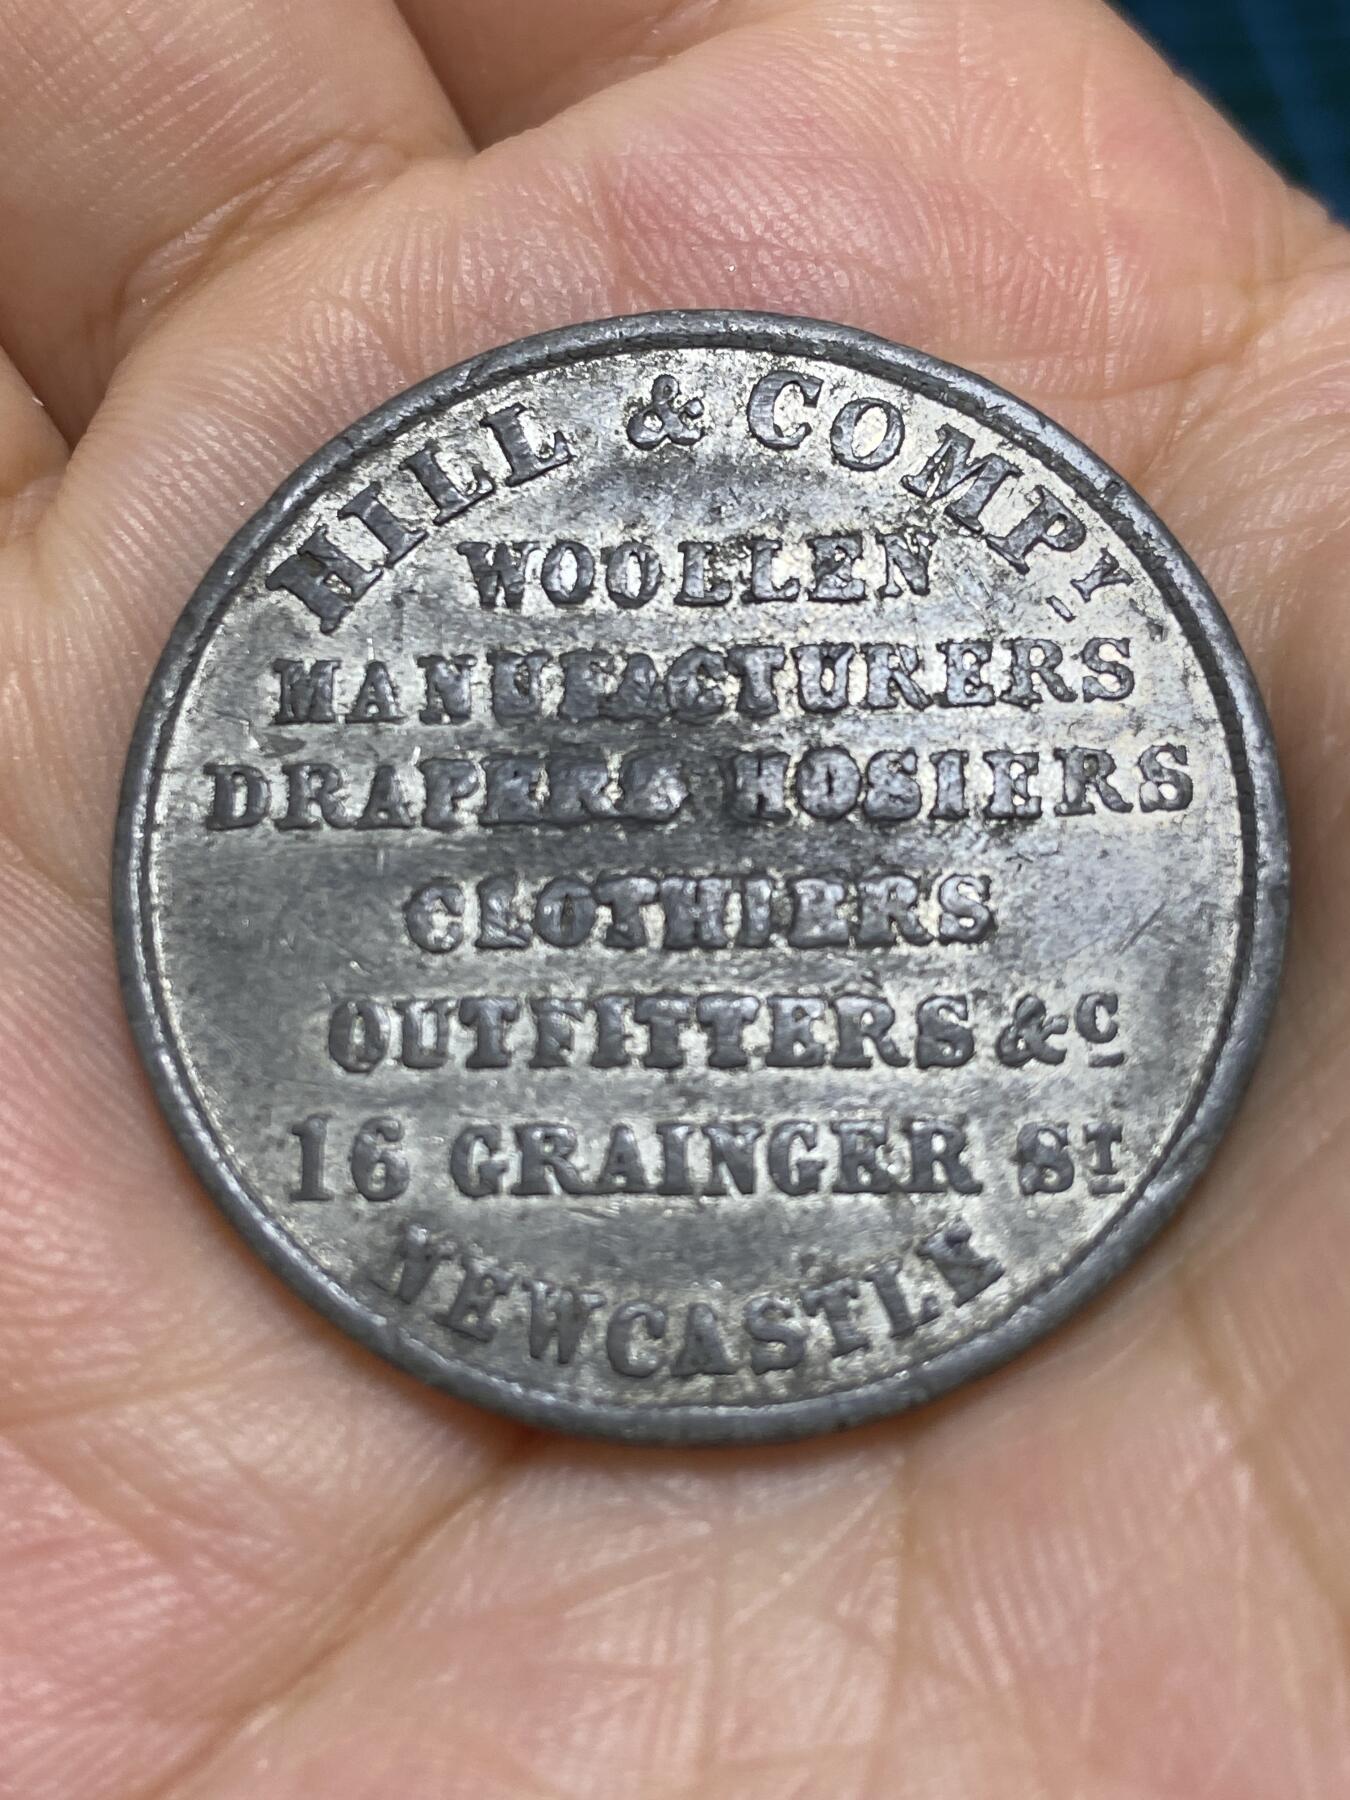 HILL & COMPY
WOOLLEN
MANUFACTURERS
DRAPERS HOSIERS
CLOTHIERS
OUTFITTERS &C
16 GRAINGER ST
NEWCASTLE